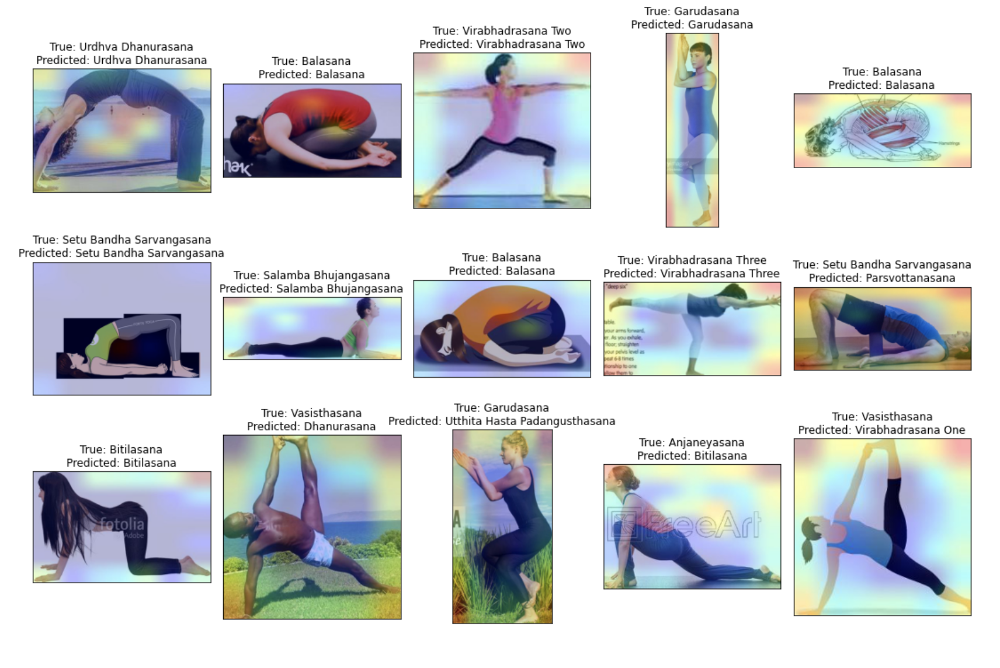 True: Urdhva Dhanurasana
Predicted: Urdhva Dhanurasana
True: Balasana
Predicted: Balasana
hak
True: Virabhadrasana Two
Predicted: Virabhadrasana Two
True: Garudasana
Predicted: Garudasana
True: Balasana
Predicted: Balasana
Hamstrings
True: Setu Bandha Sarvangasana
Predicted: Setu Bandha Sarvangasana
True: Salamba Bhujangasana
Predicted: Salamba Bhujangasana
True: Balasana
Predicted: Balasana
True: Virabhadrasana Three
Predicted: Virabhadrasana Three
"deep six"
able.
your arms forward,
er. As you exhale,
floor; straighten
your pelvis level as
peat 6-8 times
tionship to one
allow them to
True: Setu Bandha Sarvangasana
Predicted: Parsvottanasana
True: Bitilasana
Predicted: Bitilasana
fotolia
Adobe
True: Vasisthasana
Predicted: Dhanurasana
True: Garudasana
Predicted: Utthita Hasta Padangusthasana
A
e
True: Anjaneyasana
Predicted: Bitilasana
FreeArt
True: Vasisthasana
Predicted: Virabhadrasana One